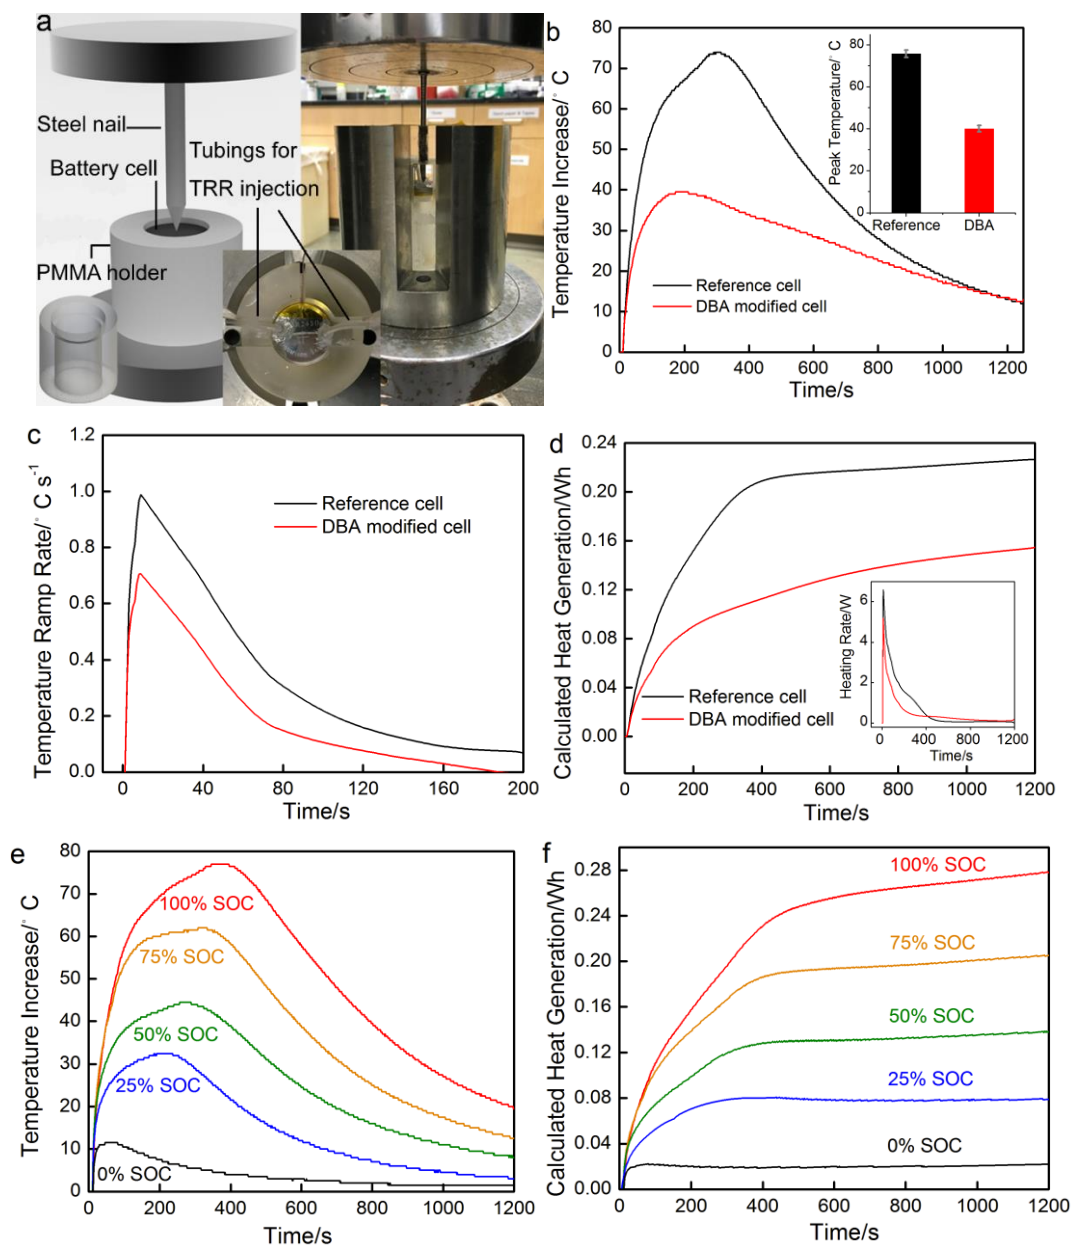 a
Steel nail
Battery cell
Tubings for
TRR injection
PMMA holder
b
Temperature Increase/° C
80
70
60
50
40
30
20
10
0
0 200 400 600 800 1000 1200
Time/s
Reference cell
DBA modified cell
Peak Temperature/° C
80
60
40
20
0
Reference DBA
c
Temperature Ramp Rate/° C s-1
1.2
1.0
0.8
0.6
0.4
0.2
0.0
0 40 80 120 160 200
Time/s
Reference cell
DBA modified cell
d
Calculated Heat Generation/Wh
0.24
0.20
0.16
0.12
0.08
0.04
0.00
0 200 400 600 800 1000 1200
Time/s
Reference cell
DBA modified cell
Heating Rate/W
6
4
2
0
0 400 800 1200
Time/s
e
Temperature Increase/° C
80
70
60
50
40
30
20
10
0
100% SOC
75% SOC
50% SOC
25% SOC
0% SOC
0 200 400 600 800 1000 1200
Time/s
f
Calculated Heat Generation/Wh
0.28
0.24
0.20
0.16
0.12
0.08
0.04
0.00
100% SOC
75% SOC
50% SOC
25% SOC
0% SOC
0 200 400 600 800 1000 1200
Time/s